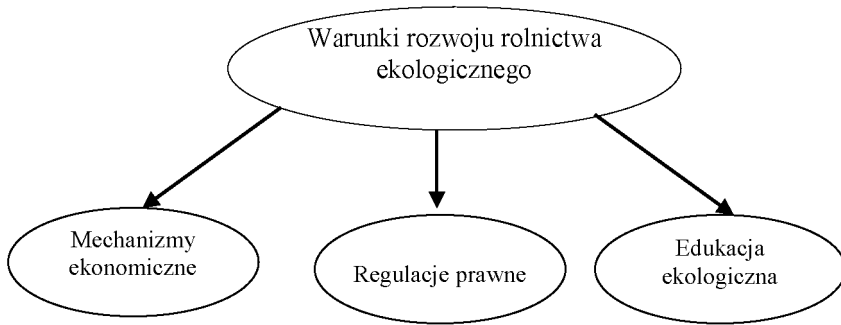 Warunki rozwoju rolnictwa
ekologicznego
Mechanizmy
ekonomiczne
Regulacje prawne
Edukacja
ekologiczna